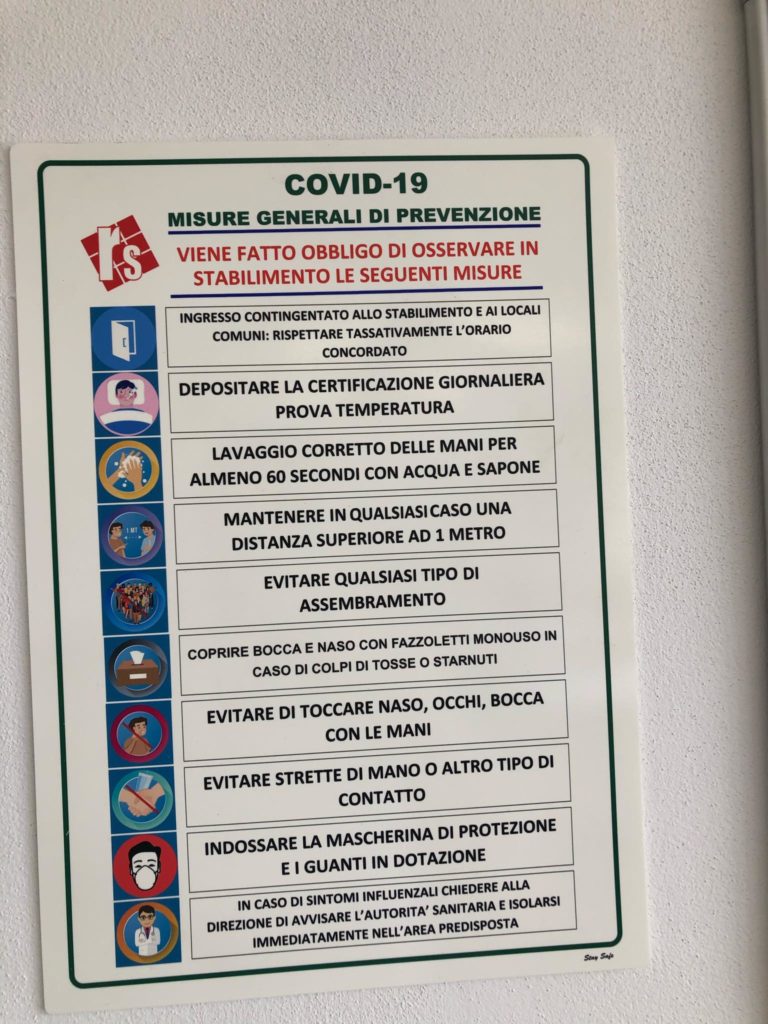 COVID-19
MISURE GENERALI DI PREVENZIONE
rs
VIENE FATTO OBBLIGO DI OSSERVARE IN
STABILIMENTO LE SEGUENTI MISURE
INGRESSO CONTINGENTATO ALLO STABILIMENTO E AI LOCALI
COMUNI: RISPETTARE TASSATIVAMENTE L'ORARIO
CONCORDATO
DEPOSITARE LA CERTIFICAZIONE GIORNALIERA
PROVA TEMPERATURA
LAVAGGIO CORRETTO DELLE MANI PER
ALMENO 60 SECONDI CON ACQUA E SAPONE
1 MT
MANTENERE IN QUALSIASI CASO UNA
DISTANZA SUPERIORE AD 1 METRO
EVITARE QUALSIASI TIPO DI
ASSEMBRAMENTO
COPRIRE BOCCA E NASO CON FAZZOLETTI MONOUSO IN
CASO DI COLPI DI TOSSE O STARNUTI
EVITARE DI TOCCARE NASO, OCCHI, BOCCA
CON LE MANI
EVITARE STRETTE DI MANO O ALTRO TIPO DI
CONTATTO
INDOSSARE LA MASCHERINA DI PROTEZIONE
E I GUANTI IN DOTAZIONE
IN CASO DI SINTOMI INFLUENZALI CHIEDERE ALLA
DIREZIONE DI AVVISARE L'AUTORITA' SANITARIA E ISOLARSI
IMMEDIATAMENTE NELL'AREA PREDISPOSTA
Stay Safe